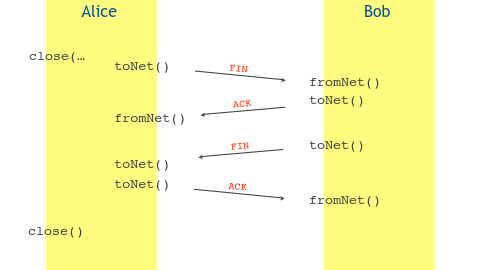 Alice
Bob
close(…
toNet()
FIN
fromNet()
toNet()
ACK
fromNet()
toNet()
FIN
toNet()
toNet()
ACK
fromNet()
close()